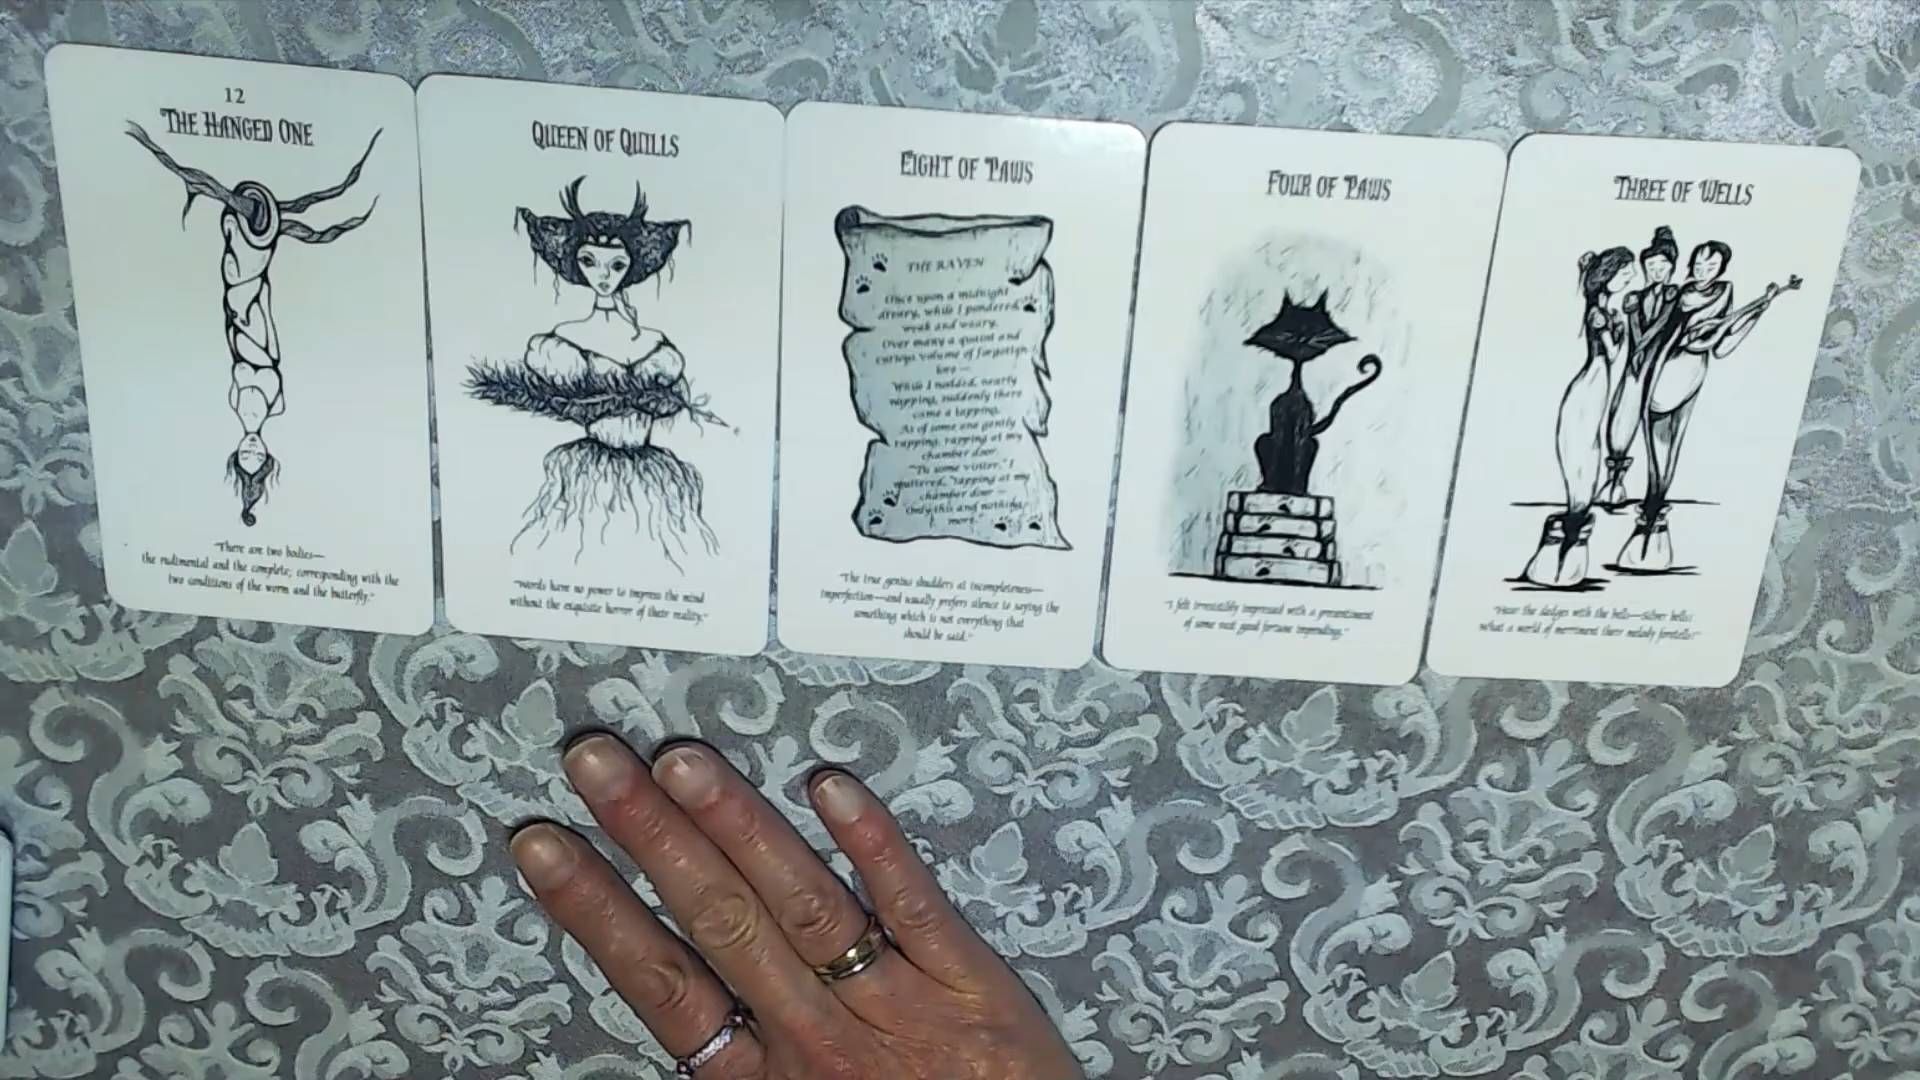 12
THE HANGED ONE
"There are two bodies—
the rudimental and the complete; corresponding with the
two conditions of the worm and the butterfly."
QUEEN OF QUILLS
"Words have no power to impress the mind
without the exquisite horror of their reality."
EIGHT OF PAWS
THE RAVEN
Once upon a midnight
dreary, while I pondered,
weak and weary,
Over many a quaint and
curious volume of forgotten
lore —
While I nodded, nearly
napping, suddenly there
came a tapping,
As of some one gently
rapping, rapping at my
chamber door.
"'Tis some visitor," I
muttered, "tapping at my
chamber door —
Only this and nothing
more."
"The true genius shudders at incompleteness—
imperfection—and usually prefers silence to saying the
something which is not everything that
should be said."
FOUR OF PAWS
"I felt irresistibly impressed with a presentiment
of some vast good fortune impending."
THREE OF WELLS
"Hear the sledges with the bells—Silver bells!
What a world of merriment their melody foretells!"